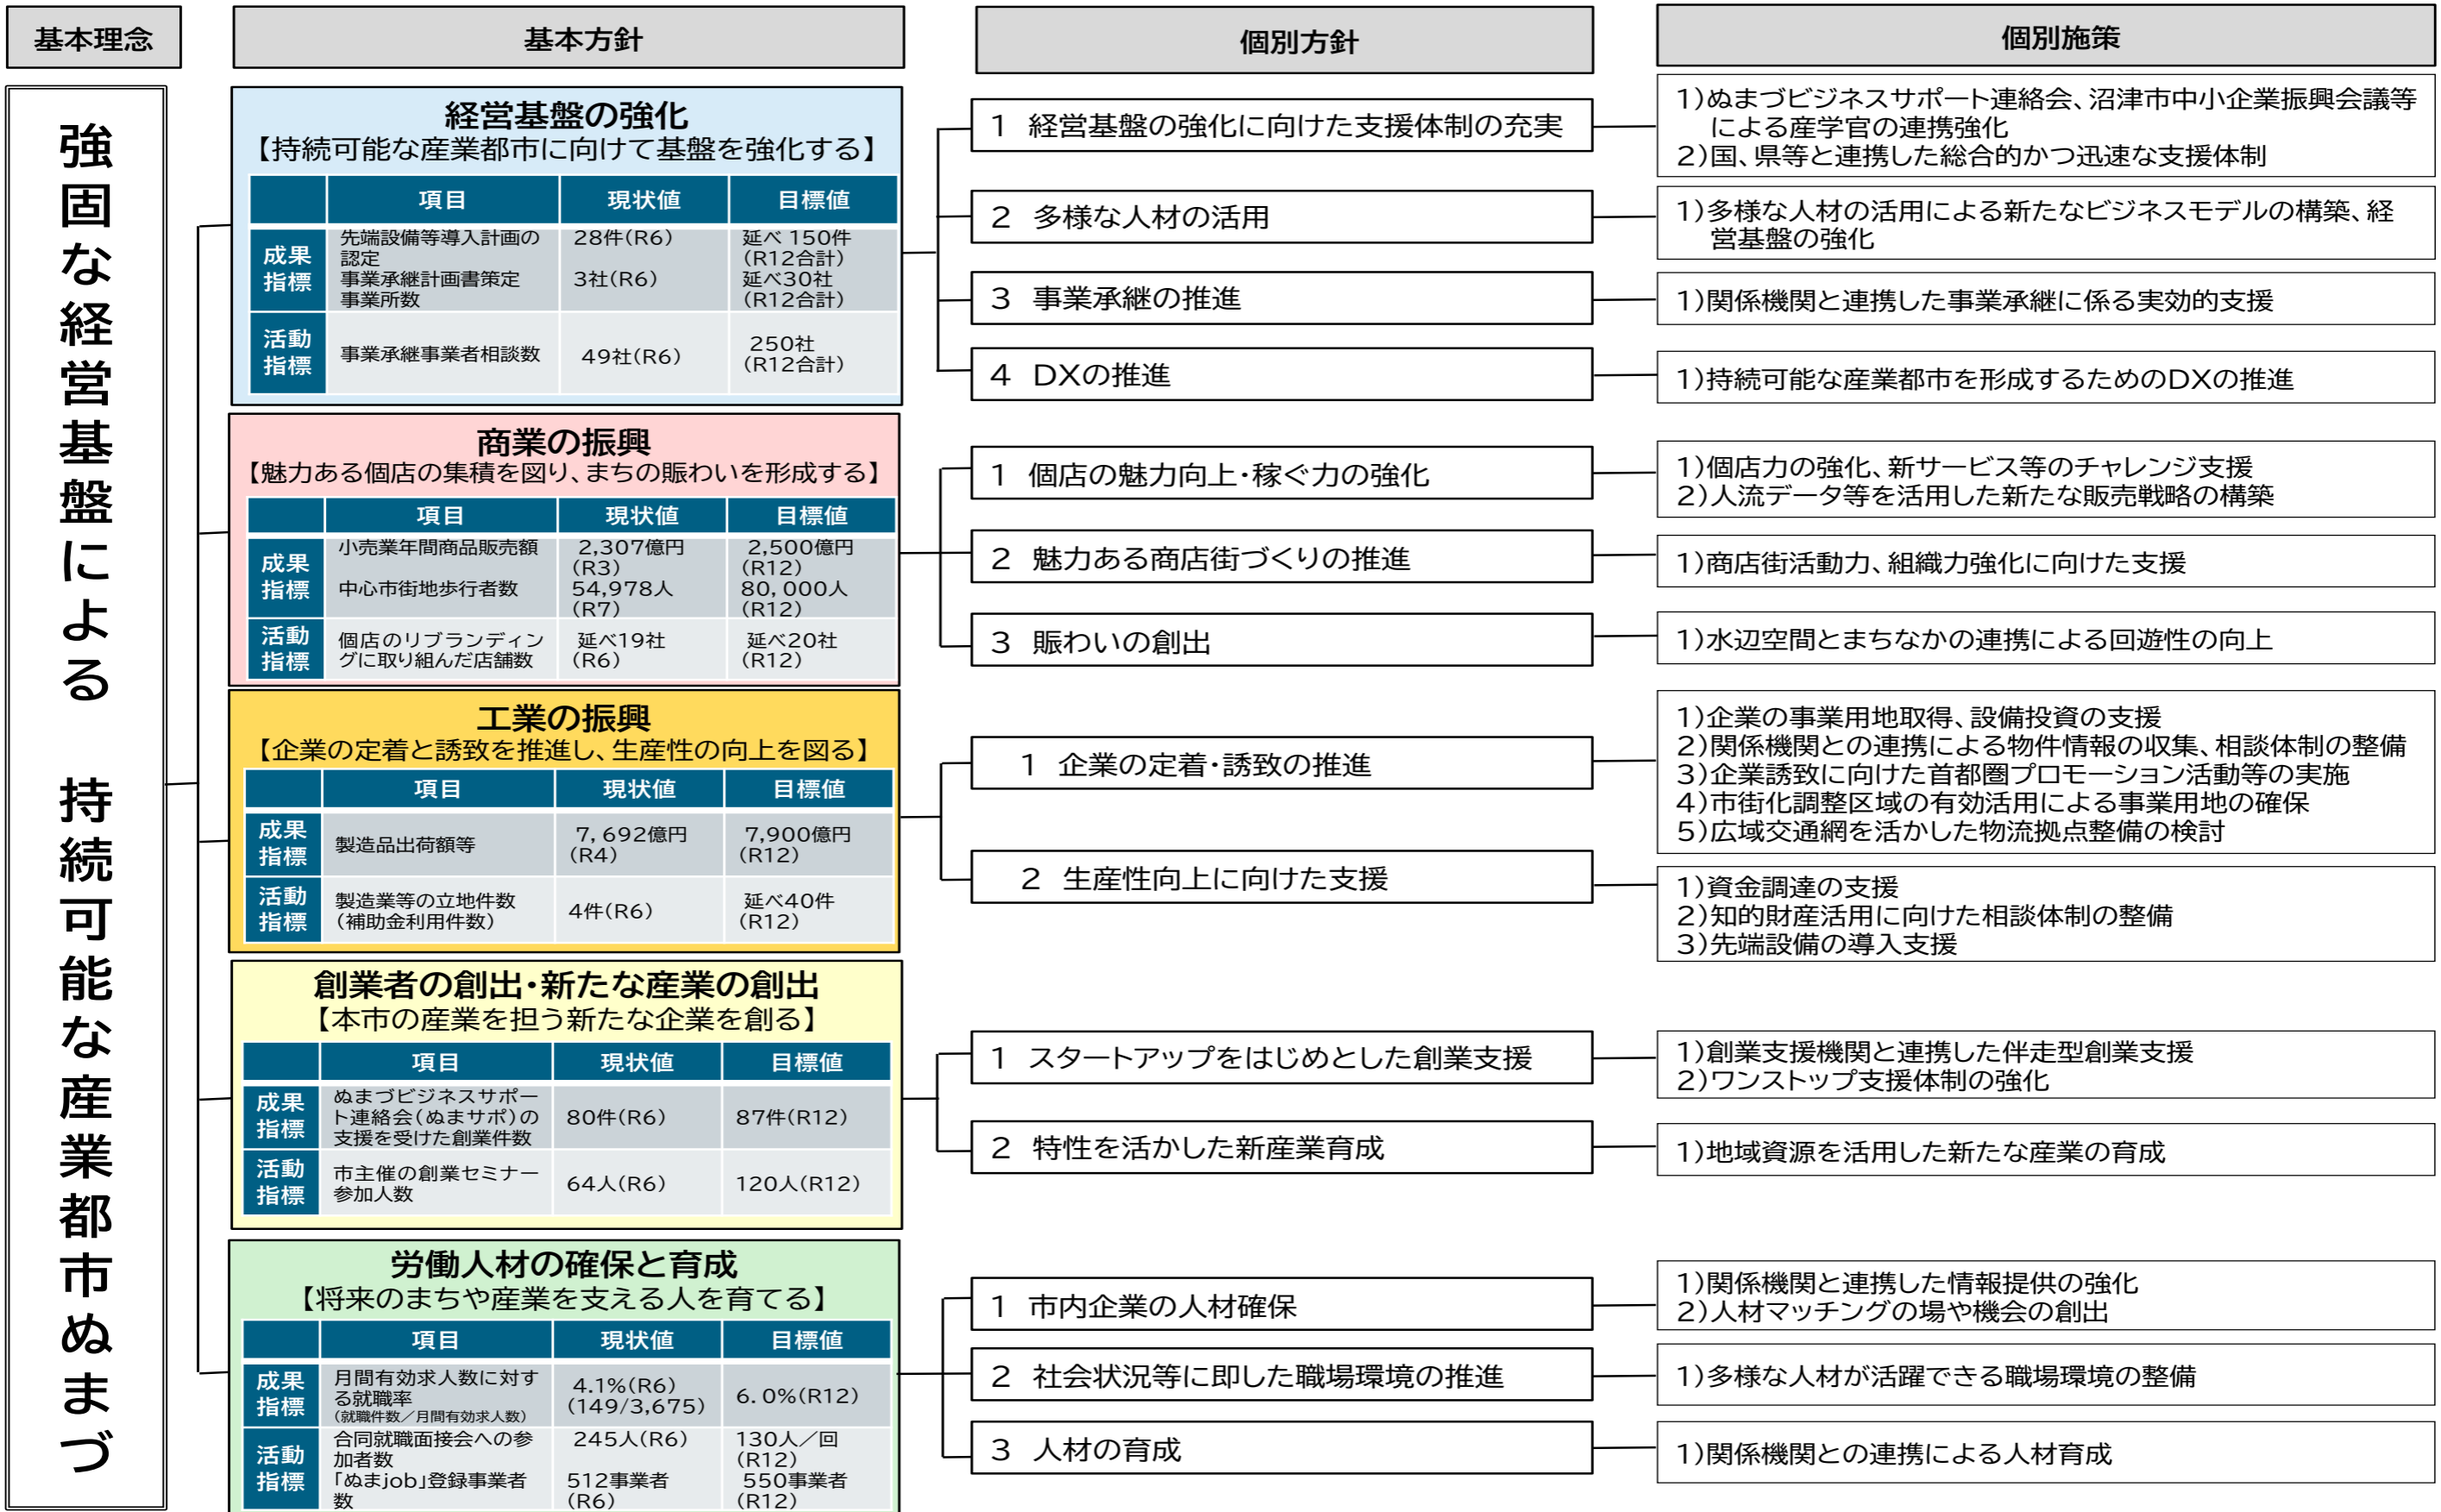 基本理念
基本方針
個別方針
個別施策
強固な経営基盤による 持続可能な産業都市ぬまづ
経営基盤の強化
【持続可能な産業都市に向けて基盤を強化する】
項目 現状値 目標値
成果指標
先端設備等導入計画の
認定
28件(R6)
延べ 150件
(R12合計)
事業承継計画書策定
事業所数
3社(R6)
延べ30社
(R12合計)
活動指標
事業承継事業者相談数
49社(R6)
250社
(R12合計)
1 経営基盤の強化に向けた支援体制の充実
1)ぬまづビジネスサポート連絡会、沼津市中小企業振興会議等
による産学官の連携強化
2)国、県等と連携した総合的かつ迅速な支援体制
2 多様な人材の活用
1)多様な人材の活用による新たなビジネスモデルの構築、経
営基盤の強化
3 事業承継の推進
1)関係機関と連携した事業承継に係る実効的支援
4 DXの推進
1)持続可能な産業都市を形成するためのDXの推進
商業の振興
【魅力ある個店の集積を図り、まちの賑わいを形成する】
項目 現状値 目標値
成果指標
小売業年間商品販売額
2,307億円
(R3)
2,500億円
(R12)
中心市街地歩行者数
54,978人
(R7)
80,000人
(R12)
活動指標
個店のリブランディン
グに取り組んだ店舗数
延べ19社
(R6)
延べ20社
(R12)
1 個店の魅力向上・稼ぐ力の強化
1)個店力の強化、新サービス等のチャレンジ支援
2)人流データ等を活用した新たな販売戦略の構築
2 魅力ある商店街づくりの推進
1)商店街活動力、組織力強化に向けた支援
3 賑わいの創出
1)水辺空間とまちなかの連携による回遊性の向上
工業の振興
【企業の定着と誘致を推進し、生産性の向上を図る】
項目 現状値 目標値
成果指標
製造品出荷額等
7,692億円
(R4)
7,900億円
(R12)
活動指標
製造業等の立地件数
(補助金利用件数)
4件(R6)
延べ40件
(R12)
1 企業の定着・誘致の推進
1)企業の事業用地取得、設備投資の支援
2)関係機関との連携による物件情報の収集、相談体制の整備
3)企業誘致に向けた首都圏プロモーション活動等の実施
4)市街化調整区域の有効活用による事業用地の確保
5)広域交通網を活かした物流拠点整備の検討
2 生産性向上に向けた支援
1)資金調達の支援
2)知的財産活用に向けた相談体制の整備
3)先端設備の導入支援
創業者の創出・新たな産業の創出
【本市の産業を担う新たな企業を創る】
項目 現状値 目標値
成果指標
ぬまづビジネスサポー
ト連絡会(ぬまサポ)の
支援を受けた創業件数
80件(R6)
87件(R12)
活動指標
市主催の創業セミナー
参加人数
64人(R6)
120人(R12)
1 スタートアップをはじめとした創業支援
1)創業支援機関と連携した伴走型創業支援
2)ワンストップ支援体制の強化
2 特性を活かした新産業育成
1)地域資源を活用した新たな産業の育成
労働人材の確保と育成
【将来のまちや産業を支える人を育てる】
項目 現状値 目標値
成果指標
月間有効求人数に対す
る就職率
(就職件数/月間有効求人数)
4.1%(R6)
(149/3,675)
6.0%(R12)
活動指標
合同就職面接会への参
加者数
245人(R6)
130人/回
(R12)
「ぬまjob」登録事業者
数
512事業者
(R6)
550事業者
(R12)
1 市内企業の人材確保
1)関係機関と連携した情報提供の強化
2)人材マッチングの場や機会の創出
2 社会状況等に即した職場環境の推進
1)多様な人材が活躍できる職場環境の整備
3 人材の育成
1)関係機関との連携による人材育成